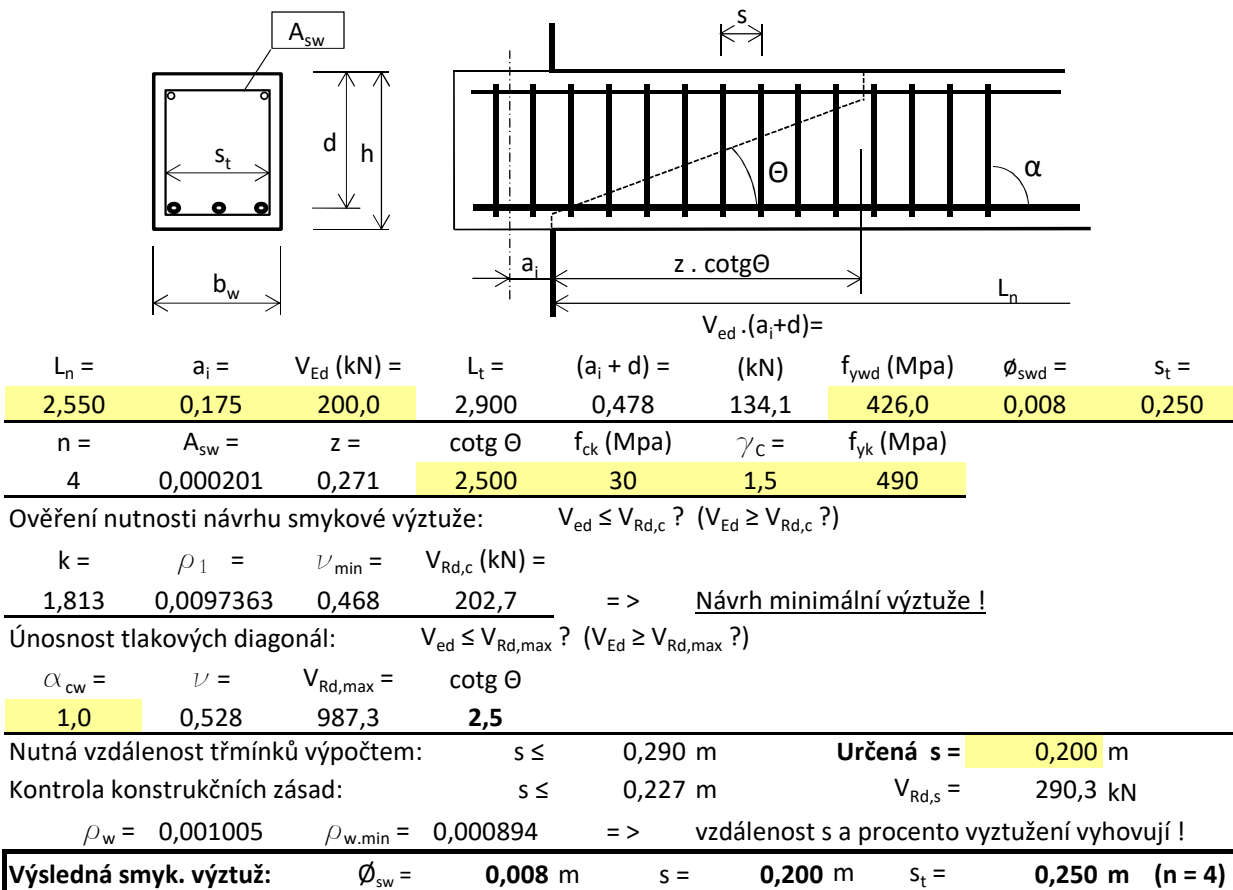 A_sw
s
d
h
s_t
Θ
α
a_i
z . cotgΘ
b_w
L_n
V_ed .(a_i+d)=
L_n = a_i = V_Ed (kN) = L_t = (a_i + d) = (kN) f_ywd (Mpa) ϕ_swd = s_t =
2,550 0,175 200,0 2,900 0,478 134,1 426,0 0,008 0,250
n = A_sw = z = cotg Θ f_ck (Mpa) γ_C = f_yk (Mpa)
4 0,000201 0,271 2,500 30 1,5 490
Ověření nutnosti návrhu smykové výztuže: V_ed ≤ V_Rd,c ? (V_Ed ≥ V_Rd,c ?)
k = ρ_1 = ν_min = V_Rd,c (kN) =
1,813 0,0097363 0,468 202,7 = > Návrh minimální výztuže !
Únosnost tlakových diagonál: V_ed ≤ V_Rd,max ? (V_Ed ≥ V_Rd,max ?)
α_cw = ν = V_Rd,max = cotg Θ
1,0 0,528 987,3 2,5
Nutná vzdálenost třmínků výpočtem: s ≤ 0,290 m Určená s = 0,200 m
Kontrola konstrukčních zásad: s ≤ 0,227 m V_Rd,s = 290,3 kN
ρ_w = 0,001005 ρ_w.min = 0,000894 = > vzdálenost s a procento vyztužení vyhovují !
Výsledná smyk. výztuž: Ø_sw = 0,008 m s = 0,200 m s_t = 0,250 m (n = 4)